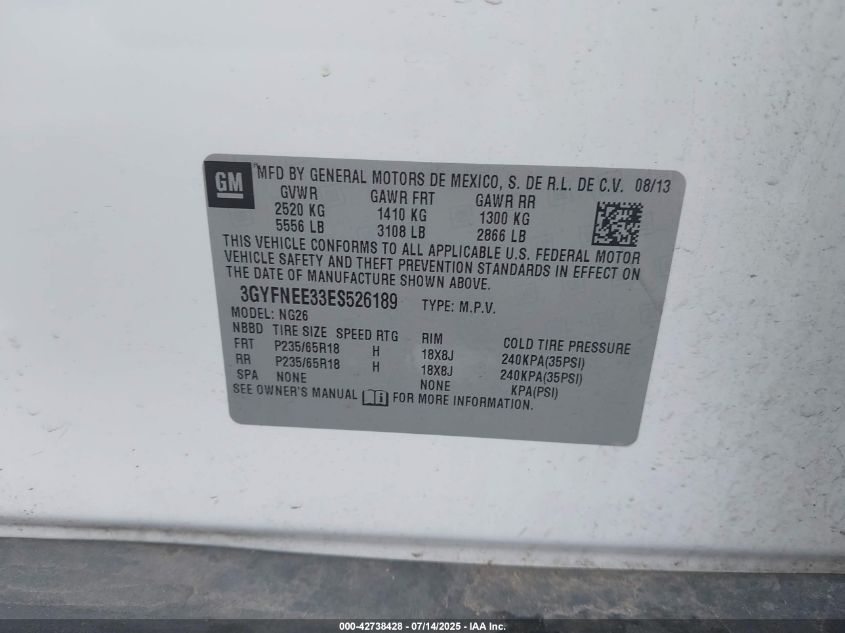 GM
MFD BY GENERAL MOTORS DE MEXICO, S. DE R.L. DE C.V. 08/13
GVWR GAWR FRT GAWR RR
2520 KG 1410 KG 1300 KG
5556 LB 3108 LB 2866 LB
THIS VEHICLE CONFORMS TO ALL APPLICABLE U.S. FEDERAL MOTOR
VEHICLE SAFETY AND THEFT PREVENTION STANDARDS IN EFFECT ON
THE DATE OF MANUFACTURE SHOWN ABOVE.
3GYFNEE33ES526189 TYPE: M.P.V.
MODEL: NG26
NBBD TIRE SIZE SPEED RTG RIM COLD TIRE PRESSURE
FRT P235/65R18 H 18X8J 240KPA(35PSI)
RR P235/65R18 H 18X8J 240KPA(35PSI)
SPA NONE NONE KPA(PSI)
SEE OWNER'S MANUAL FOR MORE INFORMATION.
000-42738428 - 07/14/2025 - IAA Inc.